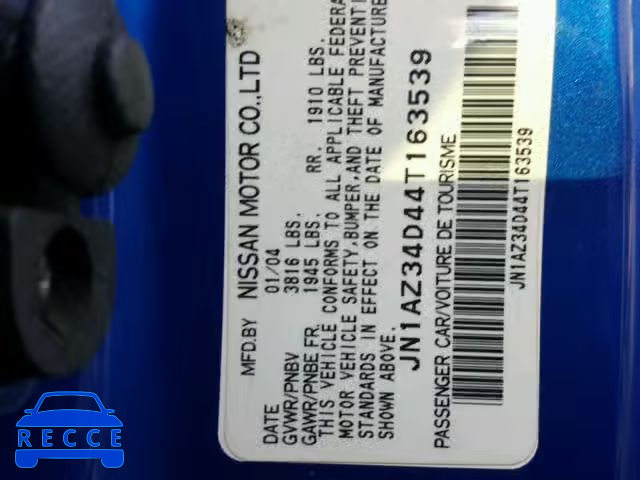 MFD.BY NISSAN MOTOR CO.,LTD
DATE 01/04
GVWR/PNBV 3816 LBS.
GAWR/PNBE FR. 1945 LBS. RR. 1910 LBS.
THIS VEHICLE CONFORMS TO ALL APPLICABLE FEDERA
MOTOR VEHICLE SAFETY,BUMPER,AND THEFT PREVENTI
STANDARDS IN EFFECT ON THE DATE OF MANUFACTURE
SHOWN ABOVE.
JN1AZ34D44T163539
PASSENGER CAR/VOITURE DE TOURISME
JN1AZ34D44T163539
RECCE